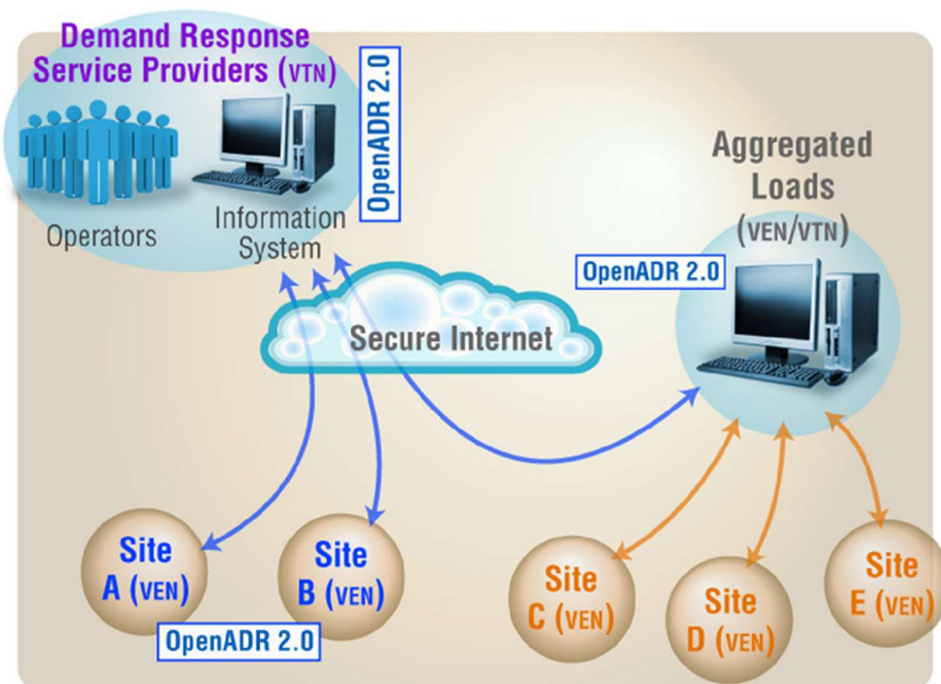 Demand Response
Service Providers (VTN)
OpenADR 2.0
Operators
Information
System
Aggregated
Loads
(VEN/VTN)
OpenADR 2.0
Secure Internet
Site
A (VEN)
Site
B (VEN)
OpenADR 2.0
Site
C (VEN)
Site
D (VEN)
Site
E (VEN)